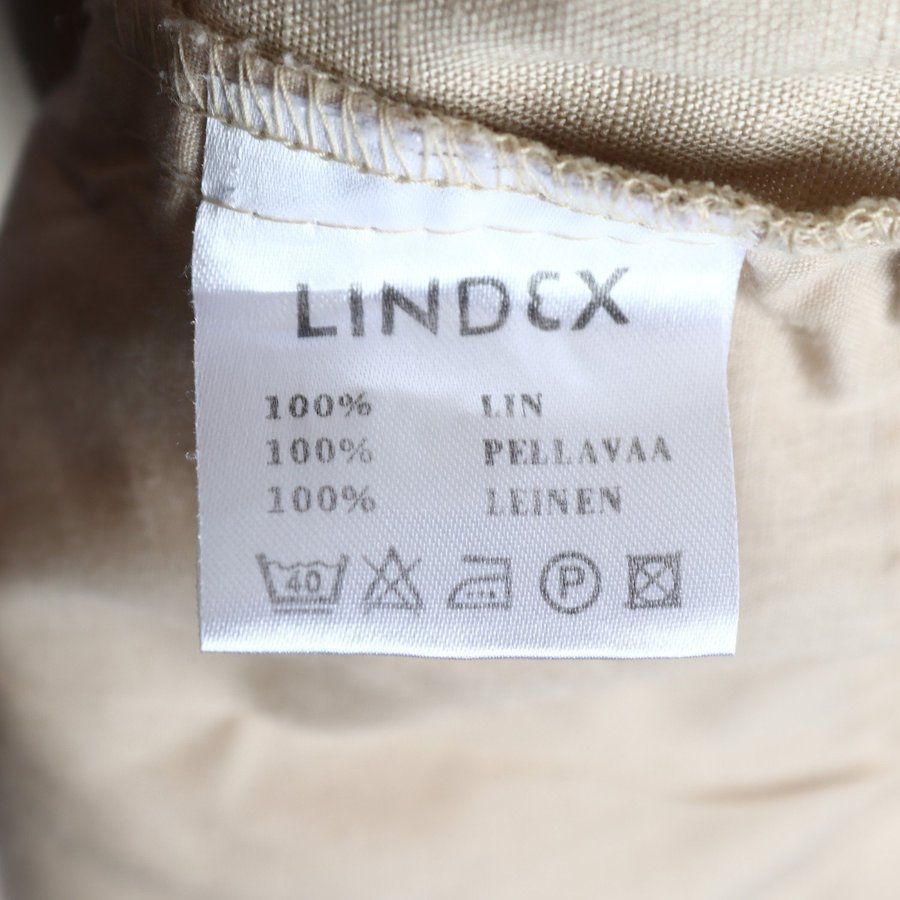 LINDEX
100% LIN
100% PELLAVAA
100% LEINEN
40 P